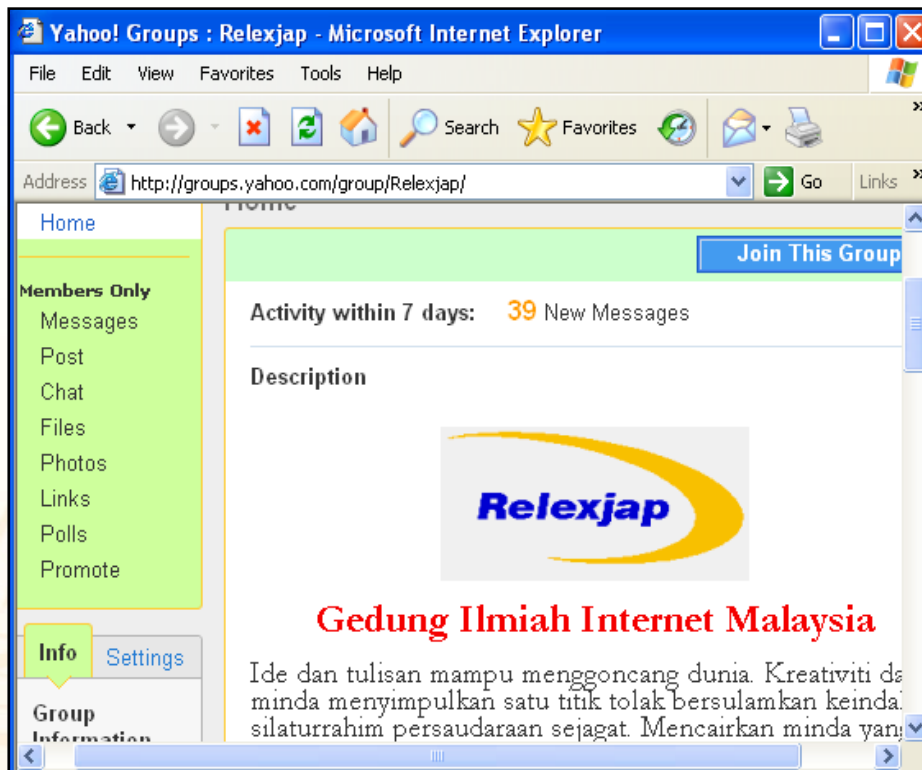 Yahoo! Groups : Relexjap - Microsoft Internet Explorer
File Edit View Favorites Tools Help
Back Search Favorites
Address http://groups.yahoo.com/group/Relexjap/ Go Links
Home
Home
Join This Group
Members Only
Messages
Post
Chat
Files
Photos
Links
Polls
Promote
Info Settings
Group
Information
Activity within 7 days: 39 New Messages
Description
Relexjap
Gedung Ilmiah Internet Malaysia
Ide dan tulisan mampu menggoncang dunia. Kreativiti
minda menyimpulkan satu titik tolak bersulamkan
silaturrahim persaudaraan sejagat. Mencairkan minda yang